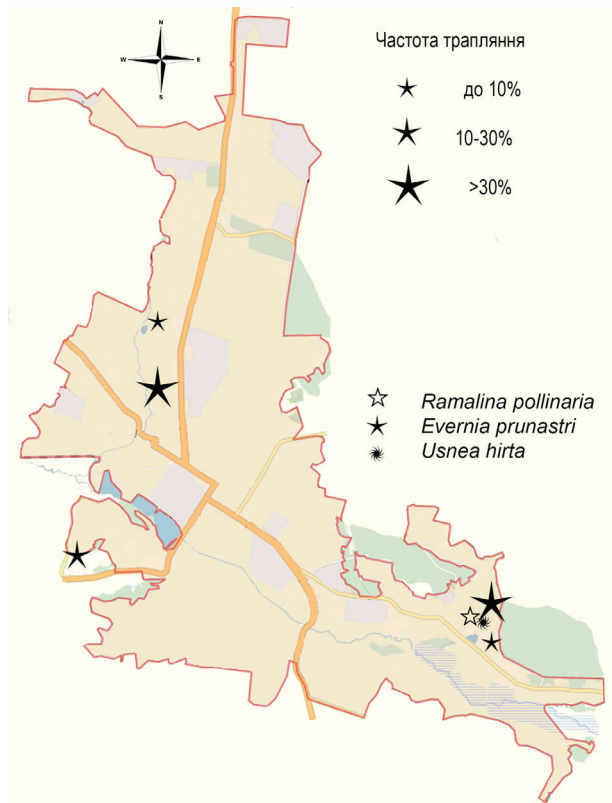 N
W E
S
Частота трапляння
до 10%
10-30%
>30%
Ramalina pollinaria
Evernia prunastri
Usnea hirta